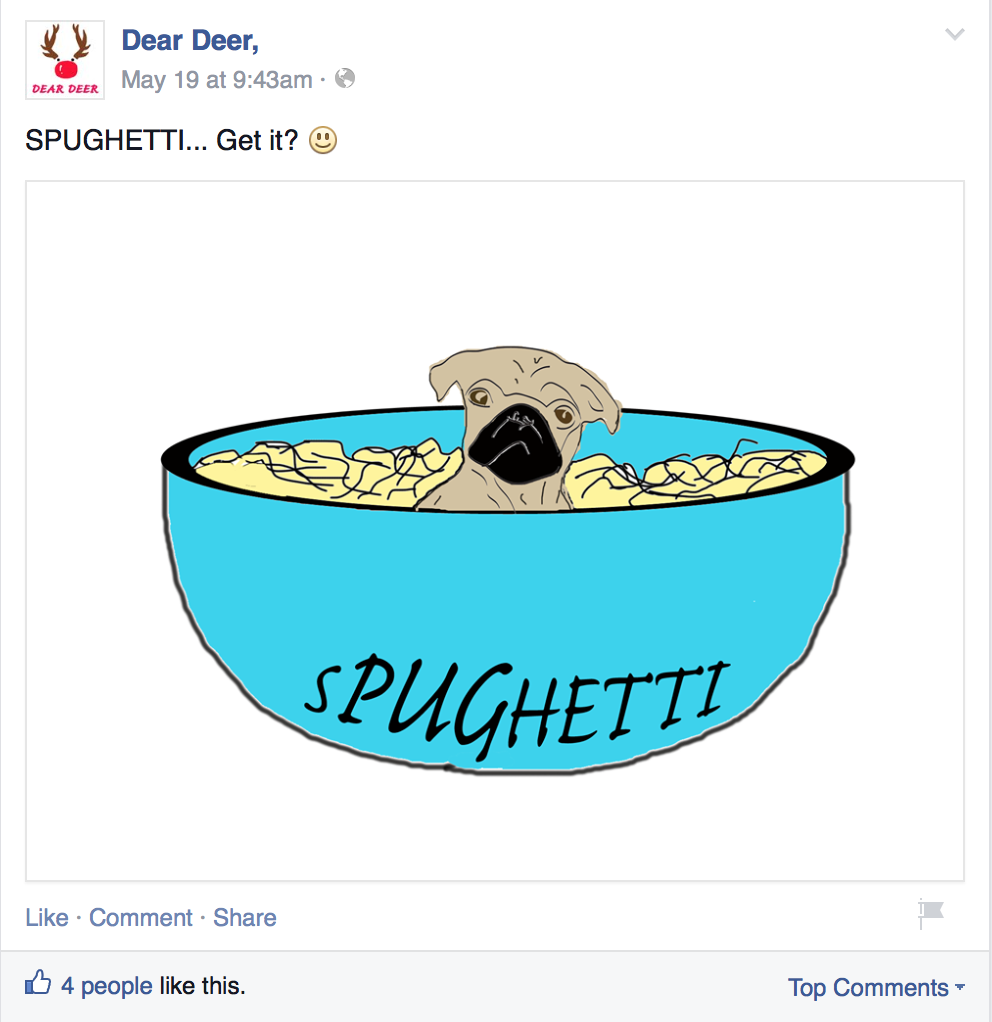 Dear Deer,
DEAR DEER
May 19 at 9:43am ·
SPUGHETTI... Get it?
sPUGHETTI
Like · Comment · Share
4 people like this.
Top Comments